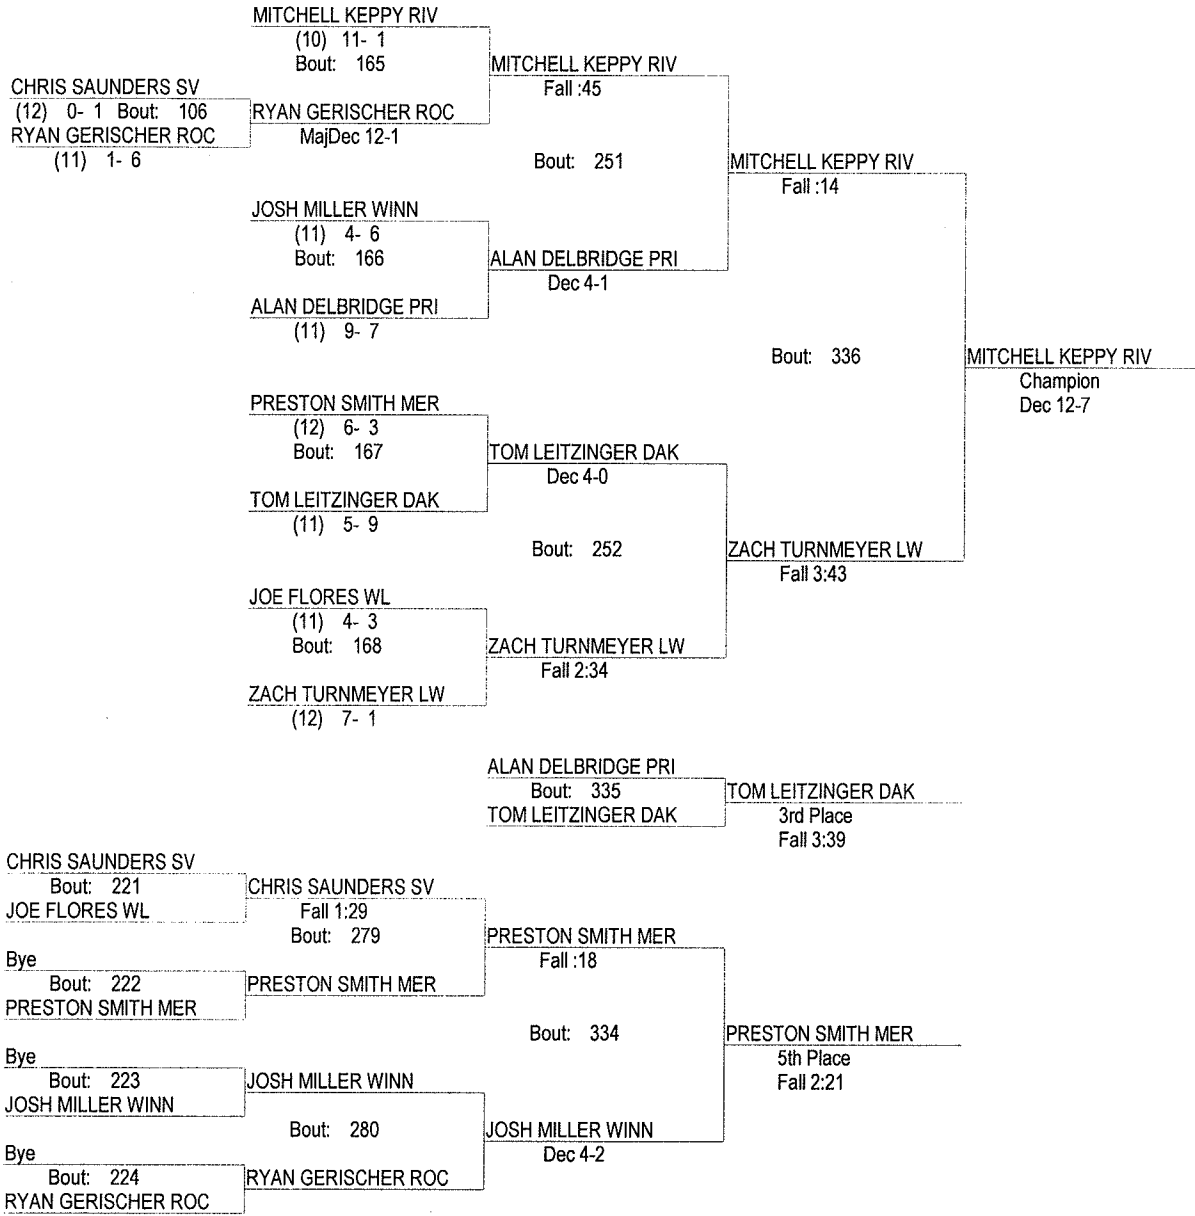 MITCHELL KEPPY RIV
(10) 11- 1
Bout: 165
MITCHELL KEPPY RIV
Fall :45
CHRIS SAUNDERS SV
(12) 0- 1 Bout: 106
RYAN GERISCHER ROC
(11) 1- 6
RYAN GERISCHER ROC
MajDec 12-1
Bout: 251
MITCHELL KEPPY RIV
Fall :14
JOSH MILLER WINN
(11) 4- 6
Bout: 166
ALAN DELBRIDGE PRI
Dec 4-1
ALAN DELBRIDGE PRI
(11) 9- 7
Bout: 336
MITCHELL KEPPY RIV
Champion
Dec 12-7
PRESTON SMITH MER
(12) 6- 3
Bout: 167
TOM LEITZINGER DAK
Dec 4-0
TOM LEITZINGER DAK
(11) 5- 9
Bout: 252
ZACH TURNMEYER LW
Fall 3:43
JOE FLORES WL
(11) 4- 3
Bout: 168
ZACH TURNMEYER LW
Fall 2:34
ZACH TURNMEYER LW
(12) 7- 1
ALAN DELBRIDGE PRI
Bout: 335
TOM LEITZINGER DAK
TOM LEITZINGER DAK
3rd Place
Fall 3:39
CHRIS SAUNDERS SV
Bout: 221
JOE FLORES WL
CHRIS SAUNDERS SV
Fall 1:29
Bout: 279
PRESTON SMITH MER
Fall :18
Bye
Bout: 222
PRESTON SMITH MER
PRESTON SMITH MER
Bout: 334
PRESTON SMITH MER
5th Place
Fall 2:21
Bye
Bout: 223
JOSH MILLER WINN
JOSH MILLER WINN
Bout: 280
JOSH MILLER WINN
Dec 4-2
Bye
Bout: 224
RYAN GERISCHER ROC
RYAN GERISCHER ROC